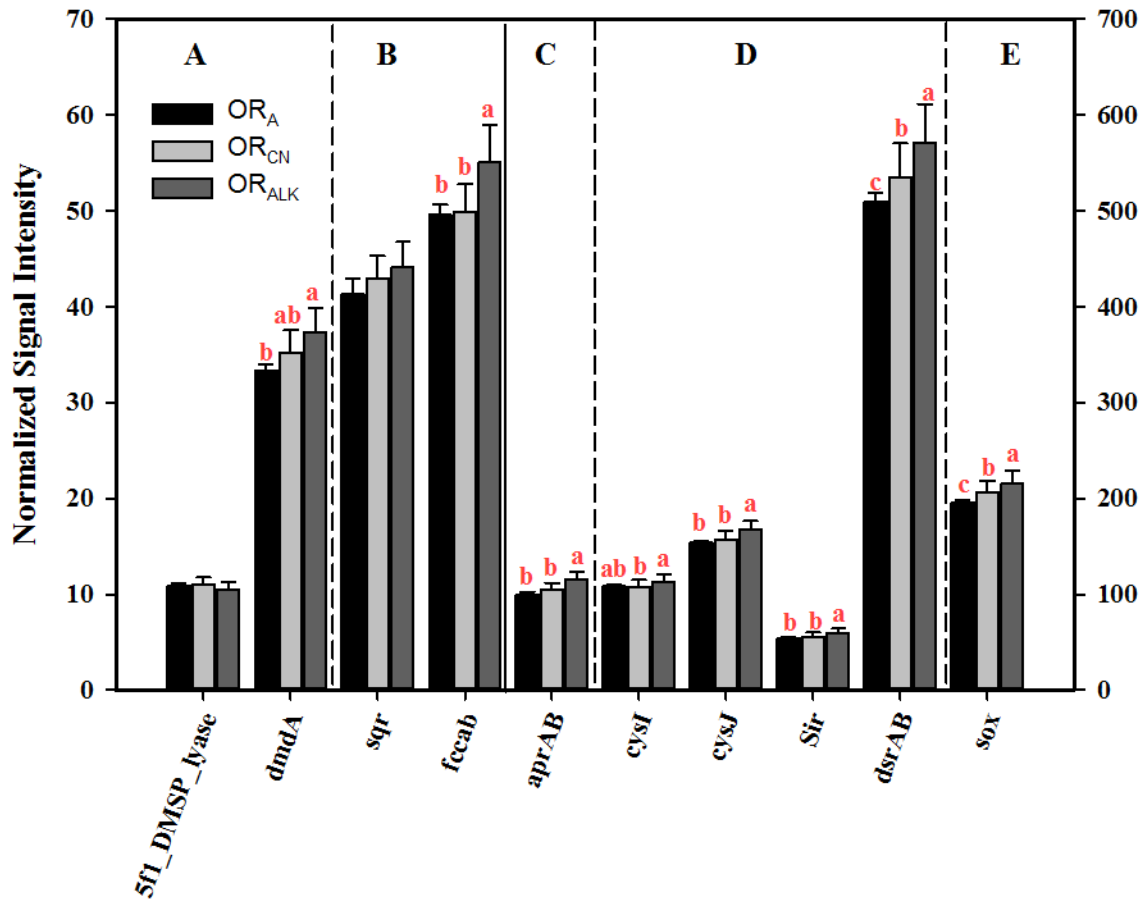 70
60
50
40
30
20
10
0
Normalized Signal Intensity
700
600
500
400
300
200
100
0
A
B
C
D
E
OR_A
OR_CN
OR_ALK
b
ab
a
b
b
a
b
b
a
ab
b
a
b
b
a
b
b
a
c
b
a
c
b
a
5f1_DMSP_lyase
dmdA
sqr
fccab
aprAB
cysI
cysJ
Sir
dsrAB
sox